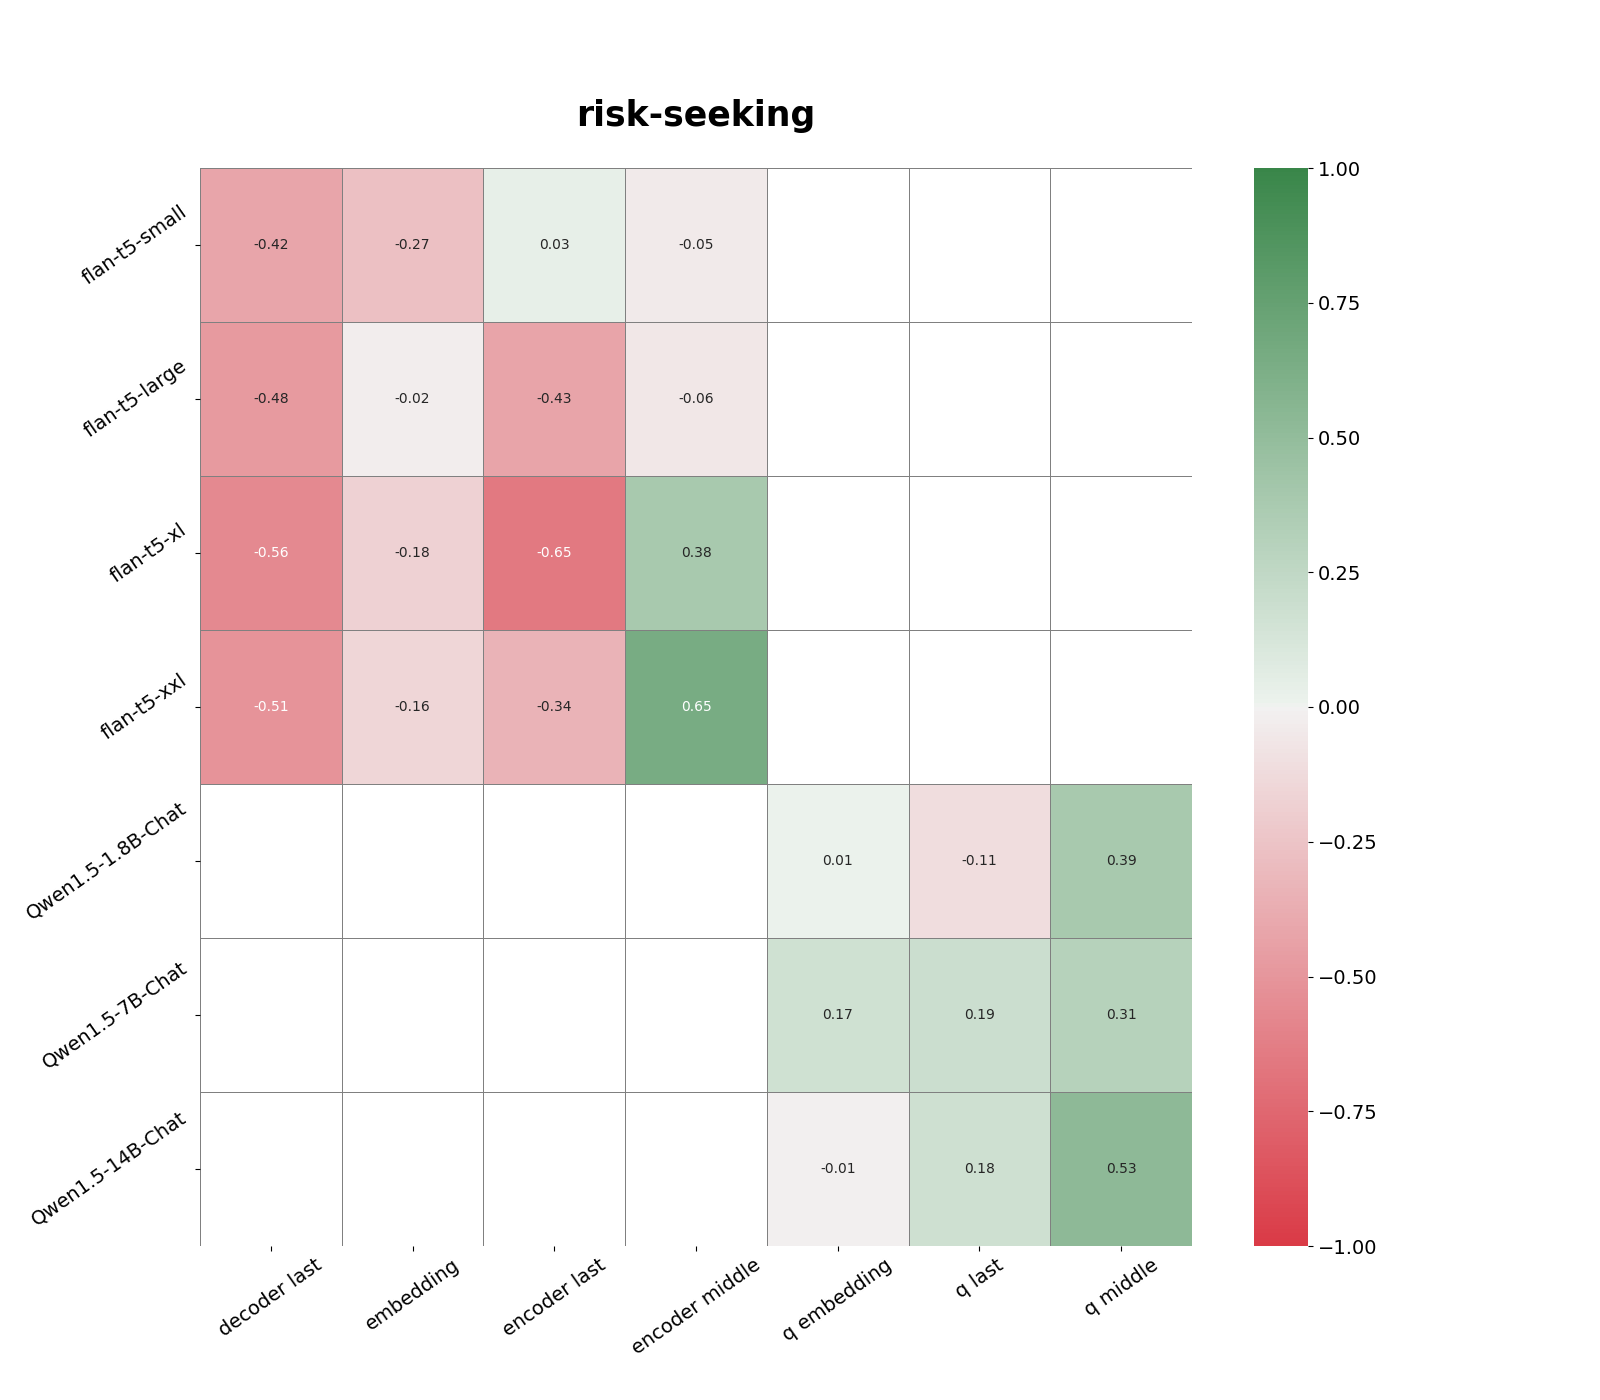 risk-seeking
flan-t5-small
-0.42 -0.27 0.03 -0.05
flan-t5-large
-0.48 -0.02 -0.43 -0.06
flan-t5-xl
-0.56 -0.18 -0.65 0.38
flan-t5-xxl
-0.51 -0.16 -0.34 0.65
Qwen1.5-1.8B-Chat
0.01 -0.11 0.39
Qwen1.5-7B-Chat
0.17 0.19 0.31
Qwen1.5-14B-Chat
-0.01 0.18 0.53
decoder last
embedding
encoder last
encoder middle
q embedding
q last
q middle
1.00
0.75
0.50
0.25
0.00
−0.25
−0.50
−0.75
−1.00